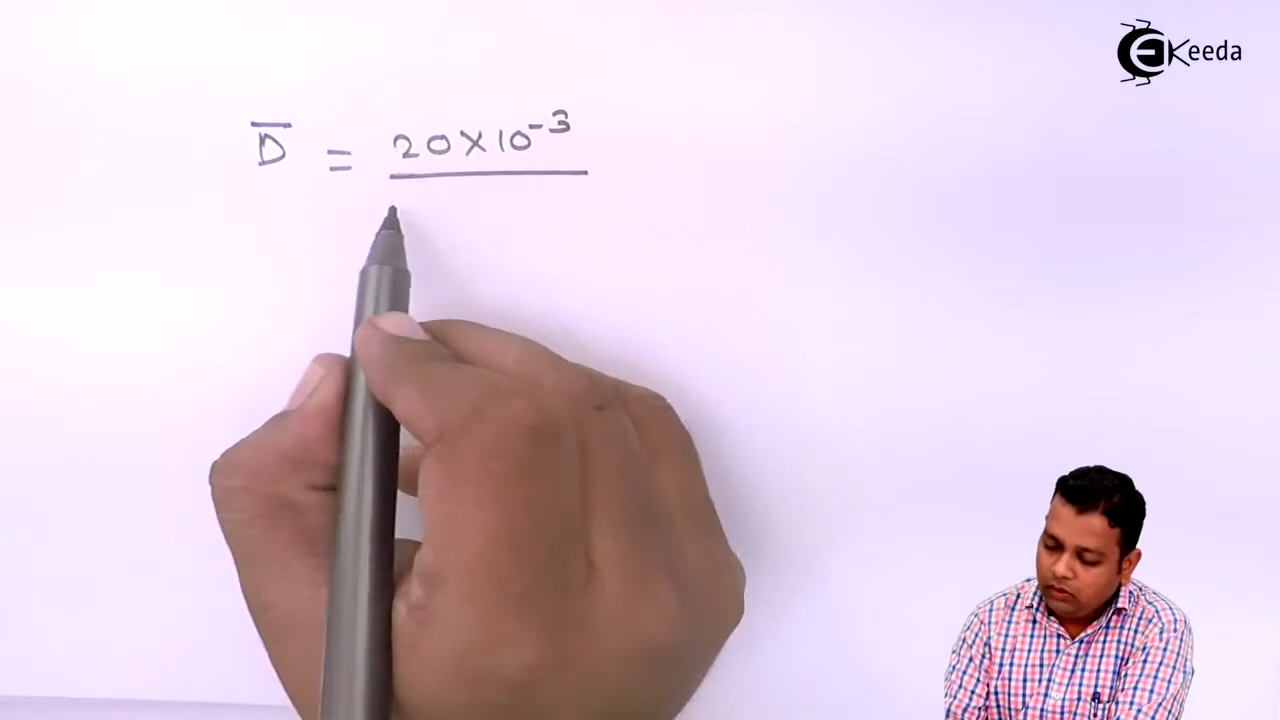 EKeeda
D̅ = 20×10⁻³